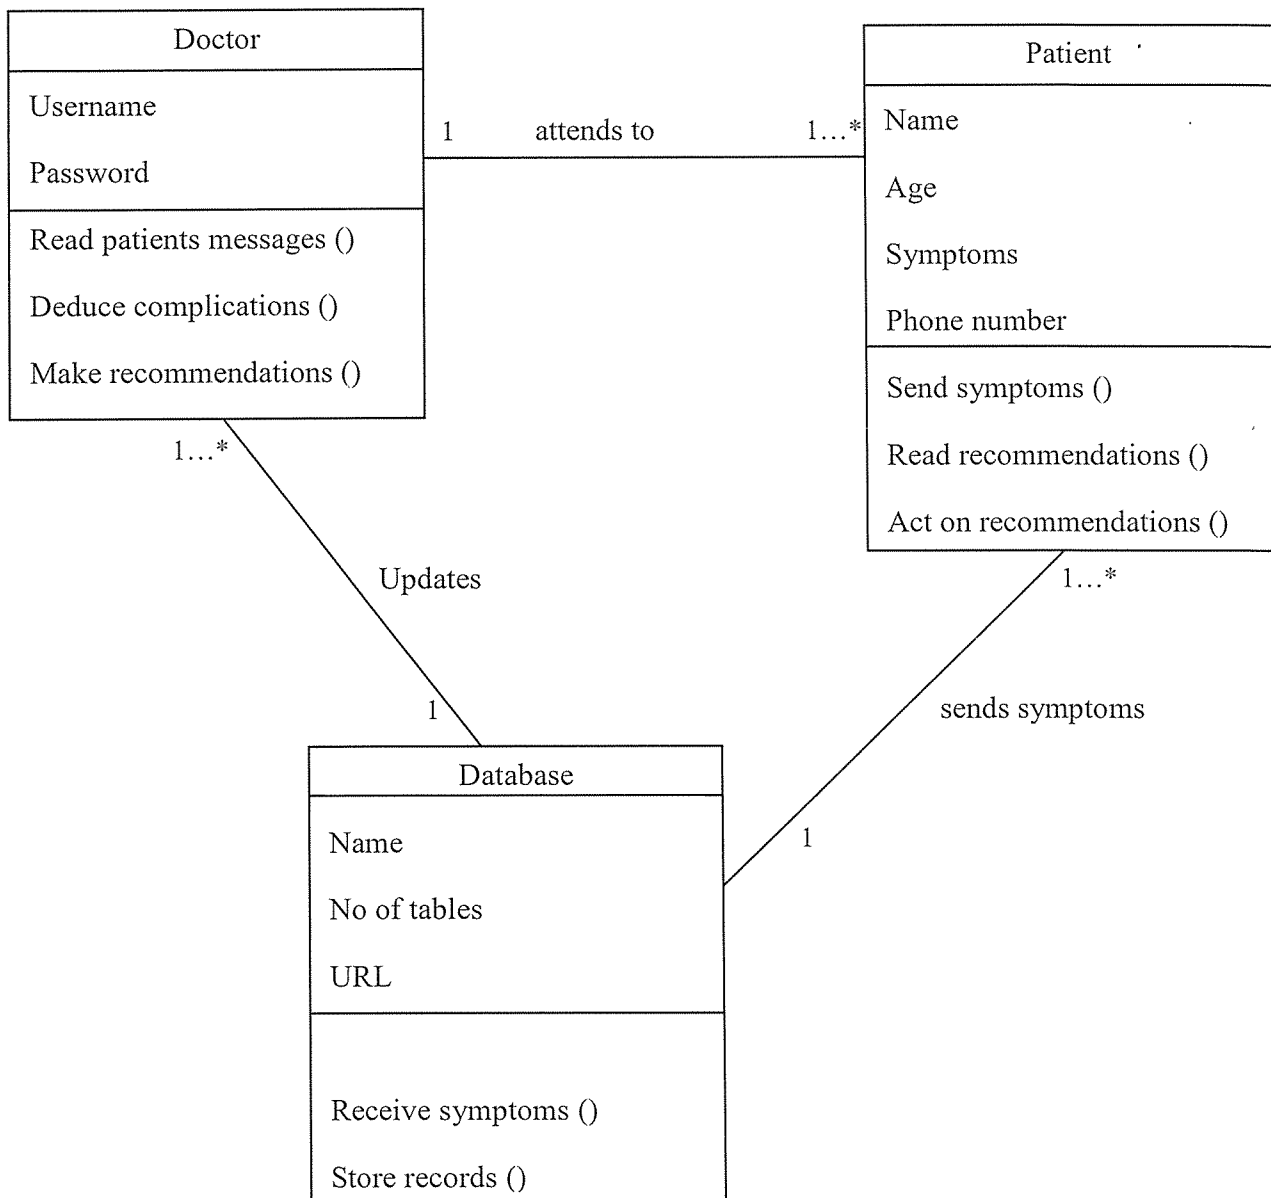 Doctor
Username
Password
Read patients messages ()
Deduce complications ()
Make recommendations ()
1 attends to 1...*
Patient
Name
Age
Symptoms
Phone number
Send symptoms ()
Read recommendations ()
Act on recommendations ()
1...*
Updates
1
1...*
sends symptoms
1
Database
Name
No of tables
URL
Receive symptoms ()
Store records ()